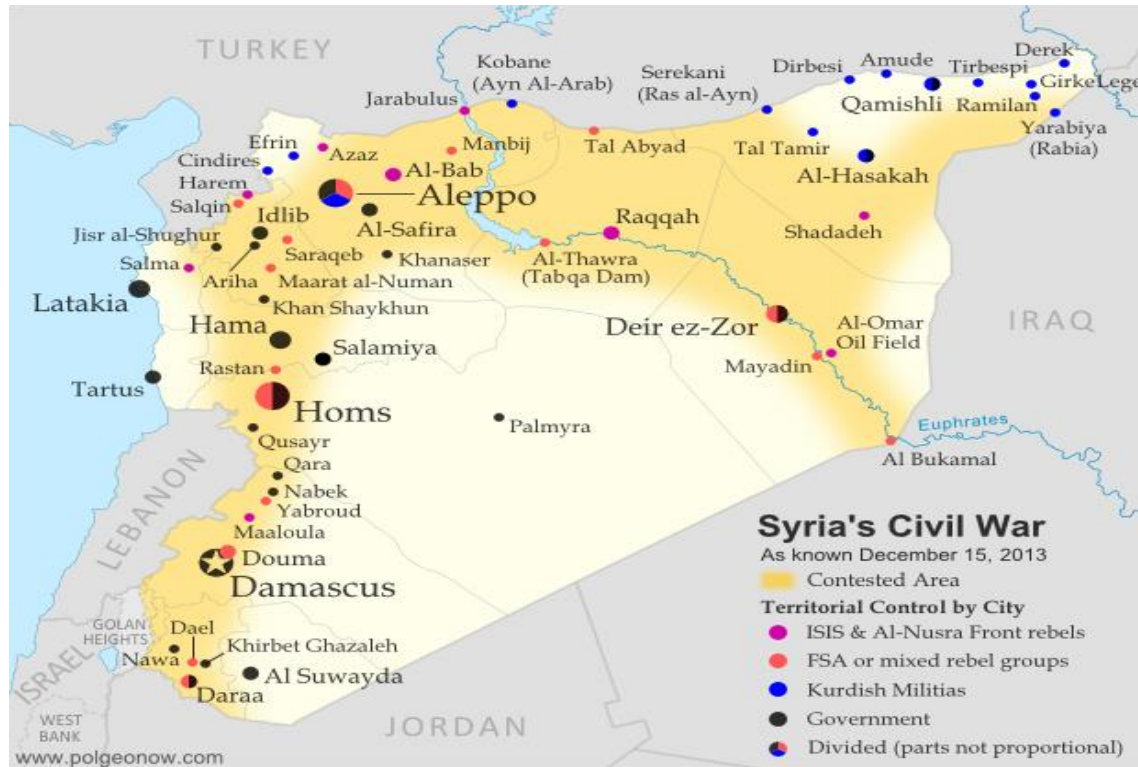 TURKEY
Kobane
(Ayn Al-Arab)
Serekani
(Ras al-Ayn)
Dirbesi
Amude
Tirbespi
Derek
GirkeLege
Qamishli
Ramilan
Yarabiya
(Rabia)
Jarabulus
Efrin
Azaz
Manbij
Tal Abyad
Tal Tamir
Cindires
Harem
Salqin
Al-Bab
Aleppo
Al-Hasakah
Idlib
Al-Safira
Raqqah
Shadadeh
Jisr al-Shughur
Saraqeb
Khanaser
Al-Thawra
(Tabqa Dam)
Salma
Ariha
Maarat al-Numan
Latakia
Khan Shaykhun
Hama
Salamiya
Deir ez-Zor
Al-Omar
Oil Field
IRAQ
Rastan
Mayadin
Tartus
Homs
Palmyra
Euphrates
Qusayr
Al Bukamal
Qara
Nabek
Yabroud
LEBANON
Maaloula
Douma
Damascus
GOLAN
HEIGHTS
Dael
Khirbet Ghazaleh
Nawa
Al Suwayda
Daraa
ISRAEL
WEST
BANK
JORDAN
www.polgeonow.com
Syria's Civil War
As known December 15, 2013
Contested Area
Territorial Control by City
ISIS & Al-Nusra Front rebels
FSA or mixed rebel groups
Kurdish Militias
Government
Divided (parts not proportional)